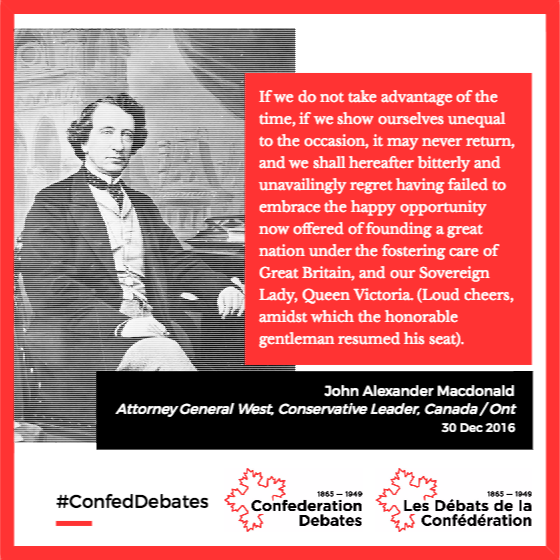 If we do not take advantage of the
time, if we show ourselves unequal
to the occasion, it may never return,
and we shall hereafter bitterly and
unavailingly regret having failed to
embrace the happy opportunity
now offered of founding a great
nation under the fostering care of
Great Britain, and our Sovereign
Lady, Queen Victoria. (Loud cheers,
amidst which the honorable
gentleman resumed his seat).
John Alexander Macdonald
Attorney General West, Conservative Leader, Canada / Ont
30 Dec 2016
#ConfedDebates
1865 — 1949
Confederation
Debates
1865 — 1949
Les Débats de la
Confédération